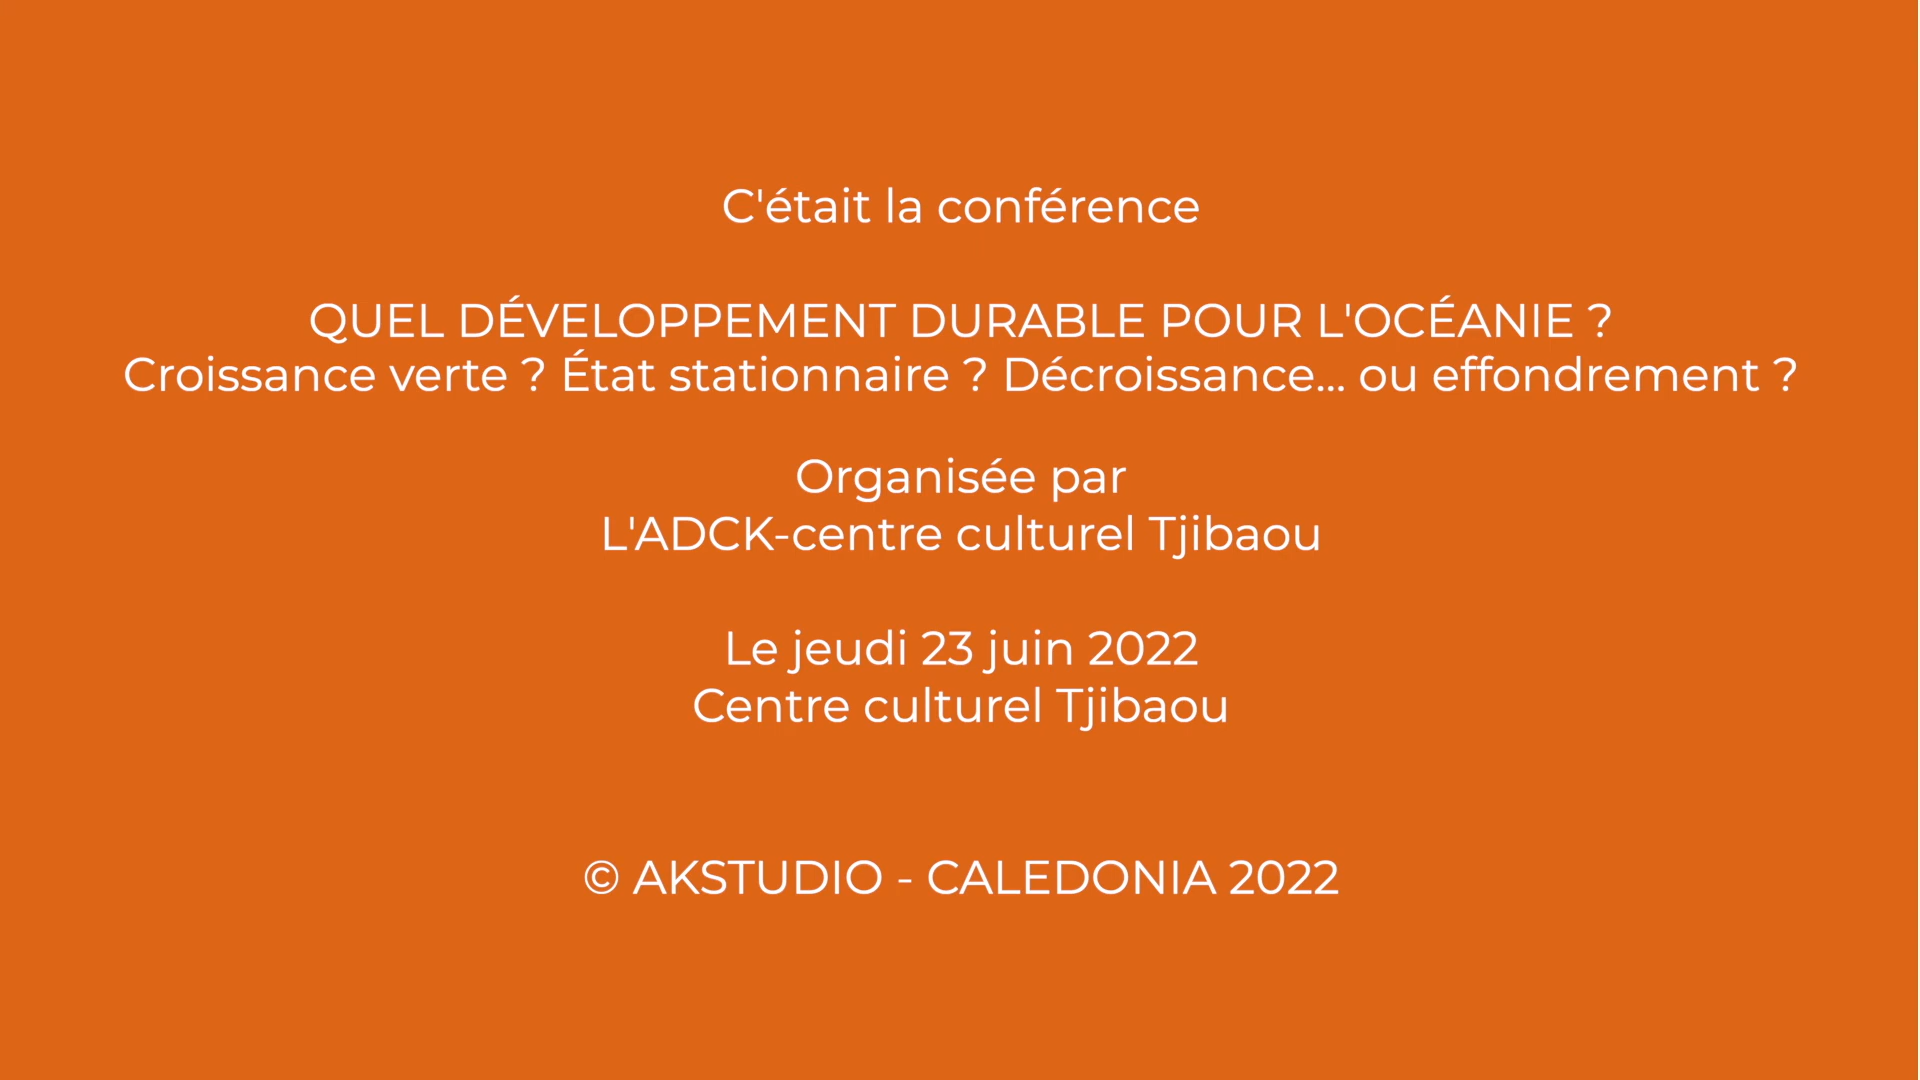 C'était la conférence
QUEL DÉVELOPPEMENT DURABLE POUR L'OCÉANIE ?
Croissance verte ? État stationnaire ? Décroissance... ou effondrement ?
Organisée par
L'ADCK-centre culturel Tjibaou
Le jeudi 23 juin 2022
Centre culturel Tjibaou
© AKSTUDIO - CALEDONIA 2022